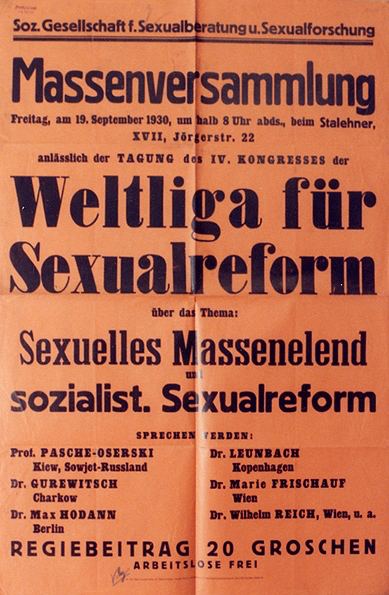 Soz. Gesellschaft f. Sexualberatung u. Sexualforschung
Massenversammlung
Freitag, am 19. September 1930, um halb 8 Uhr abds., beim Stalehner,
XVII, Jörgerstr. 22
anlässlich der TAGUNG des IV. KONGRESSES der
Weltliga für
Sexualreform
über das Thema:
Sexuelles Massenelend
und
sozialist. Sexualreform
SPRECHEN WERDEN:
Prof. PASCHE-OSERSKI
Kiew, Sowjet-Russland
Dr. GUREWITSCH
Charkow
Dr. Max HODANN
Berlin
Dr. LEUNBACH
Kopenhagen
Dr. Marie FRISCHAUF
Wien
Dr. Wilhelm REICH, Wien, u. a.
REGIEBEITRAG 20 GROSCHEN
ARBEITSLOSE FREI